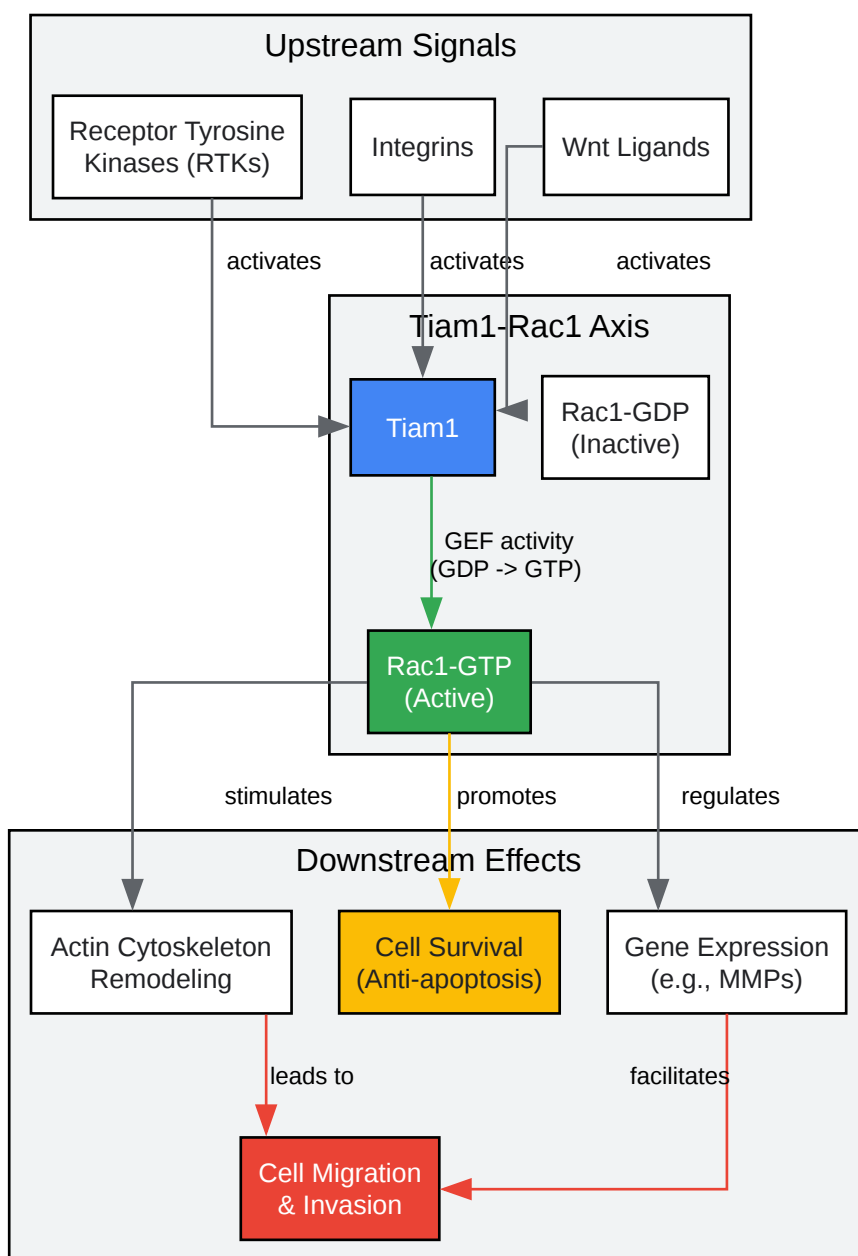 Upstream Signals
Receptor Tyrosine
Kinases (RTKs)
Integrins
Wnt Ligands
activates
activates
activates
Tiam1-Rac1 Axis
Tiam1
Rac1-GDP
(Inactive)
GEF activity
(GDP -> GTP)
Rac1-GTP
(Active)
stimulates
promotes
regulates
Downstream Effects
Actin Cytoskeleton
Remodeling
Cell Survival
(Anti-apoptosis)
Gene Expression
(e.g., MMPs)
leads to
facilitates
Cell Migration
& Invasion